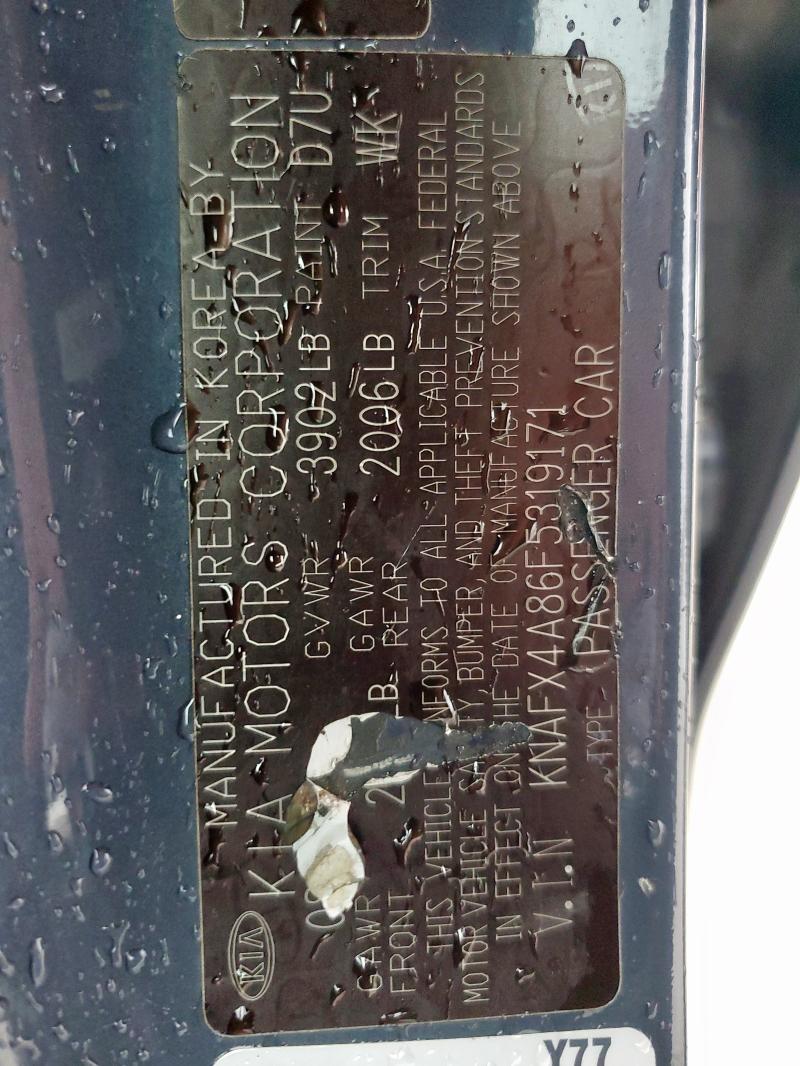 KIA
MANUFACTURED IN KOREA BY
KIA MOTORS CORPORATION
GVWR 3902LB PAINT D7U
GAWR FRONT GAWR REAR 2006LB TRIM WK
THIS VEHICLE CONFORMS TO ALL APPLICABLE U.S.A. FEDERAL
MOTOR VEHICLE SAFETY, BUMPER, AND THEFT PREVENTION STANDARDS
IN EFFECT ON THE DATE OF MANUFACTURE SHOWN ABOVE
V.I.N KNAFX4A86F5319171
TYPE PASSENGER CAR
Y77